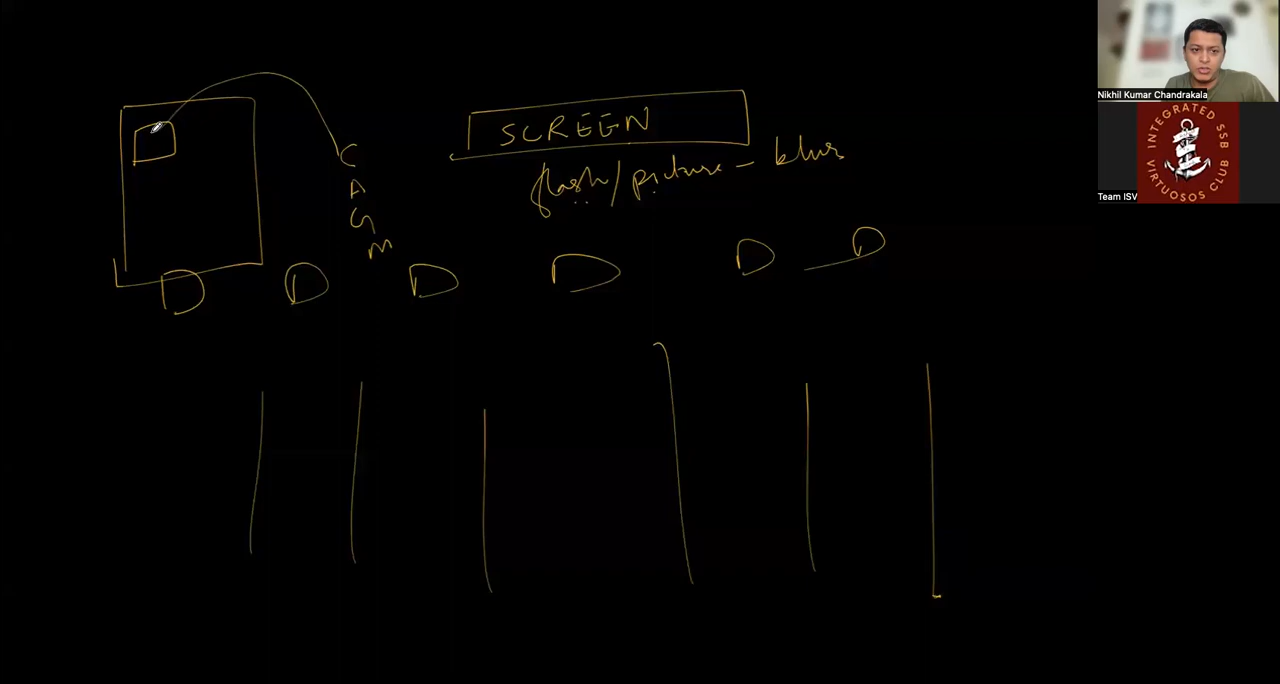 SCREEN
flash/picture - blur
C
A
G
M
D D D D D D
Nikhil Kumar Chandrakala
INTEGRATED SSB
VIRTUOSOS CLUB
Team ISV